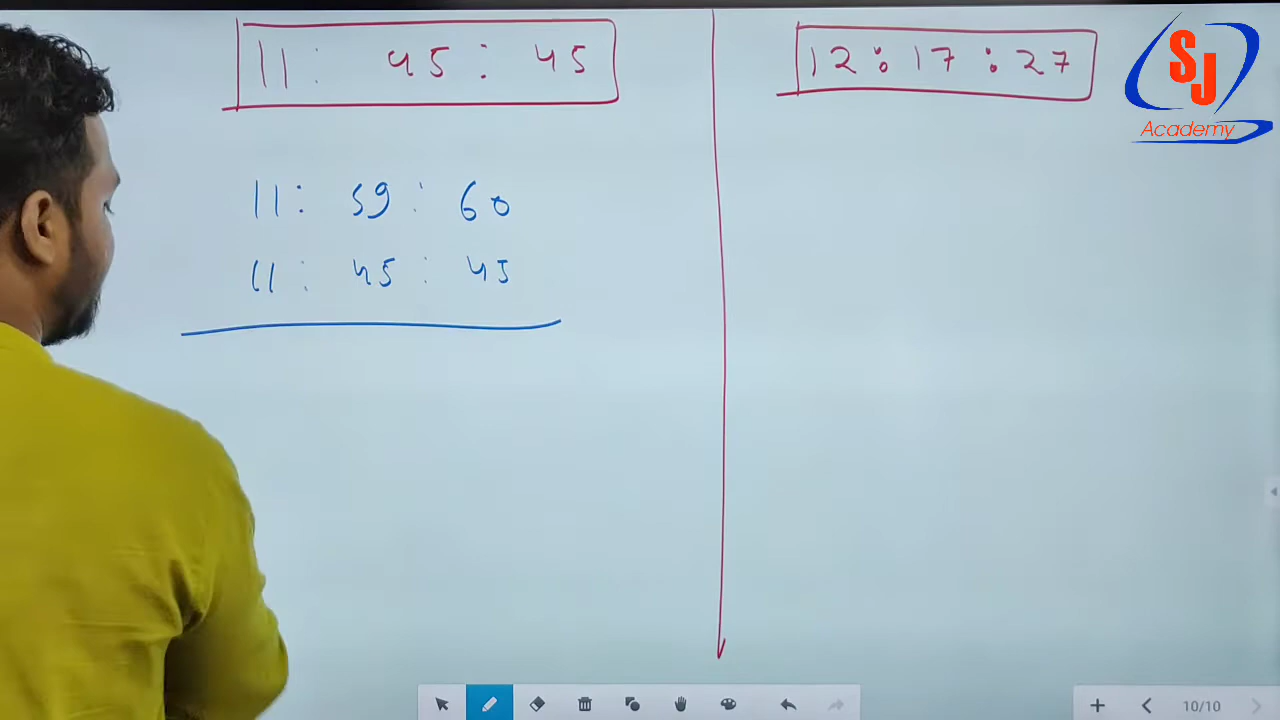 11 : 45 : 45
12 : 17 : 27
SJ
Academy
11 : 59 : 60
11 : 45 : 45
10/10